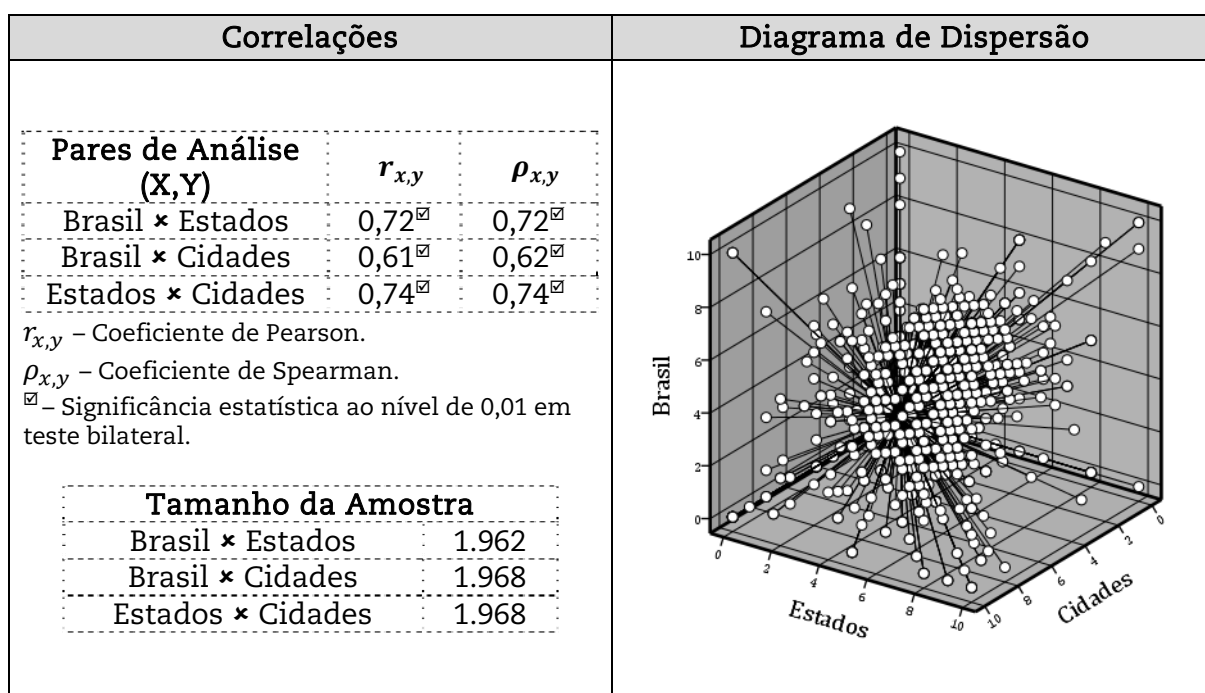 Correlações
Diagrama de Dispersão
Pares de Análise
(X,Y)
r_{x,y}
ρ_{x,y}
Brasil × Estados 0,72☑ 0,72☑
Brasil × Cidades 0,61☑ 0,62☑
Estados × Cidades 0,74☑ 0,74☑
r_{x,y} – Coeficiente de Pearson.
ρ_{x,y} – Coeficiente de Spearman.
☑ – Significância estatística ao nível de 0,01 em
teste bilateral.
Tamanho da Amostra
Brasil × Estados 1.962
Brasil × Cidades 1.968
Estados × Cidades 1.968
Brasil
10
8
6
4
2
0
0
2
4
6
8
10
Estados
10
8
6
4
2
0
Cidades